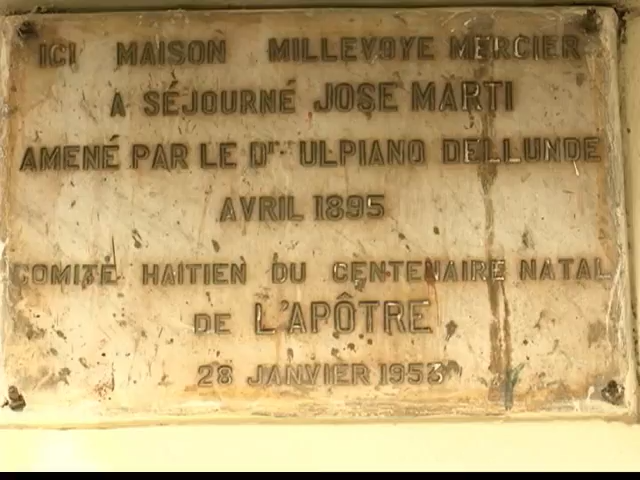 ICI MAISON MILLEVOYE MERCIER
A SÉJOURNÉ JOSE MARTI
AMENÉ PAR LE Dr. ULPIANO DELLUNDE
AVRIL 1895
COMITE HAITIEN DU CENTENAIRE NATAL
DE L'APÔTRE
28 JANVIER 1953